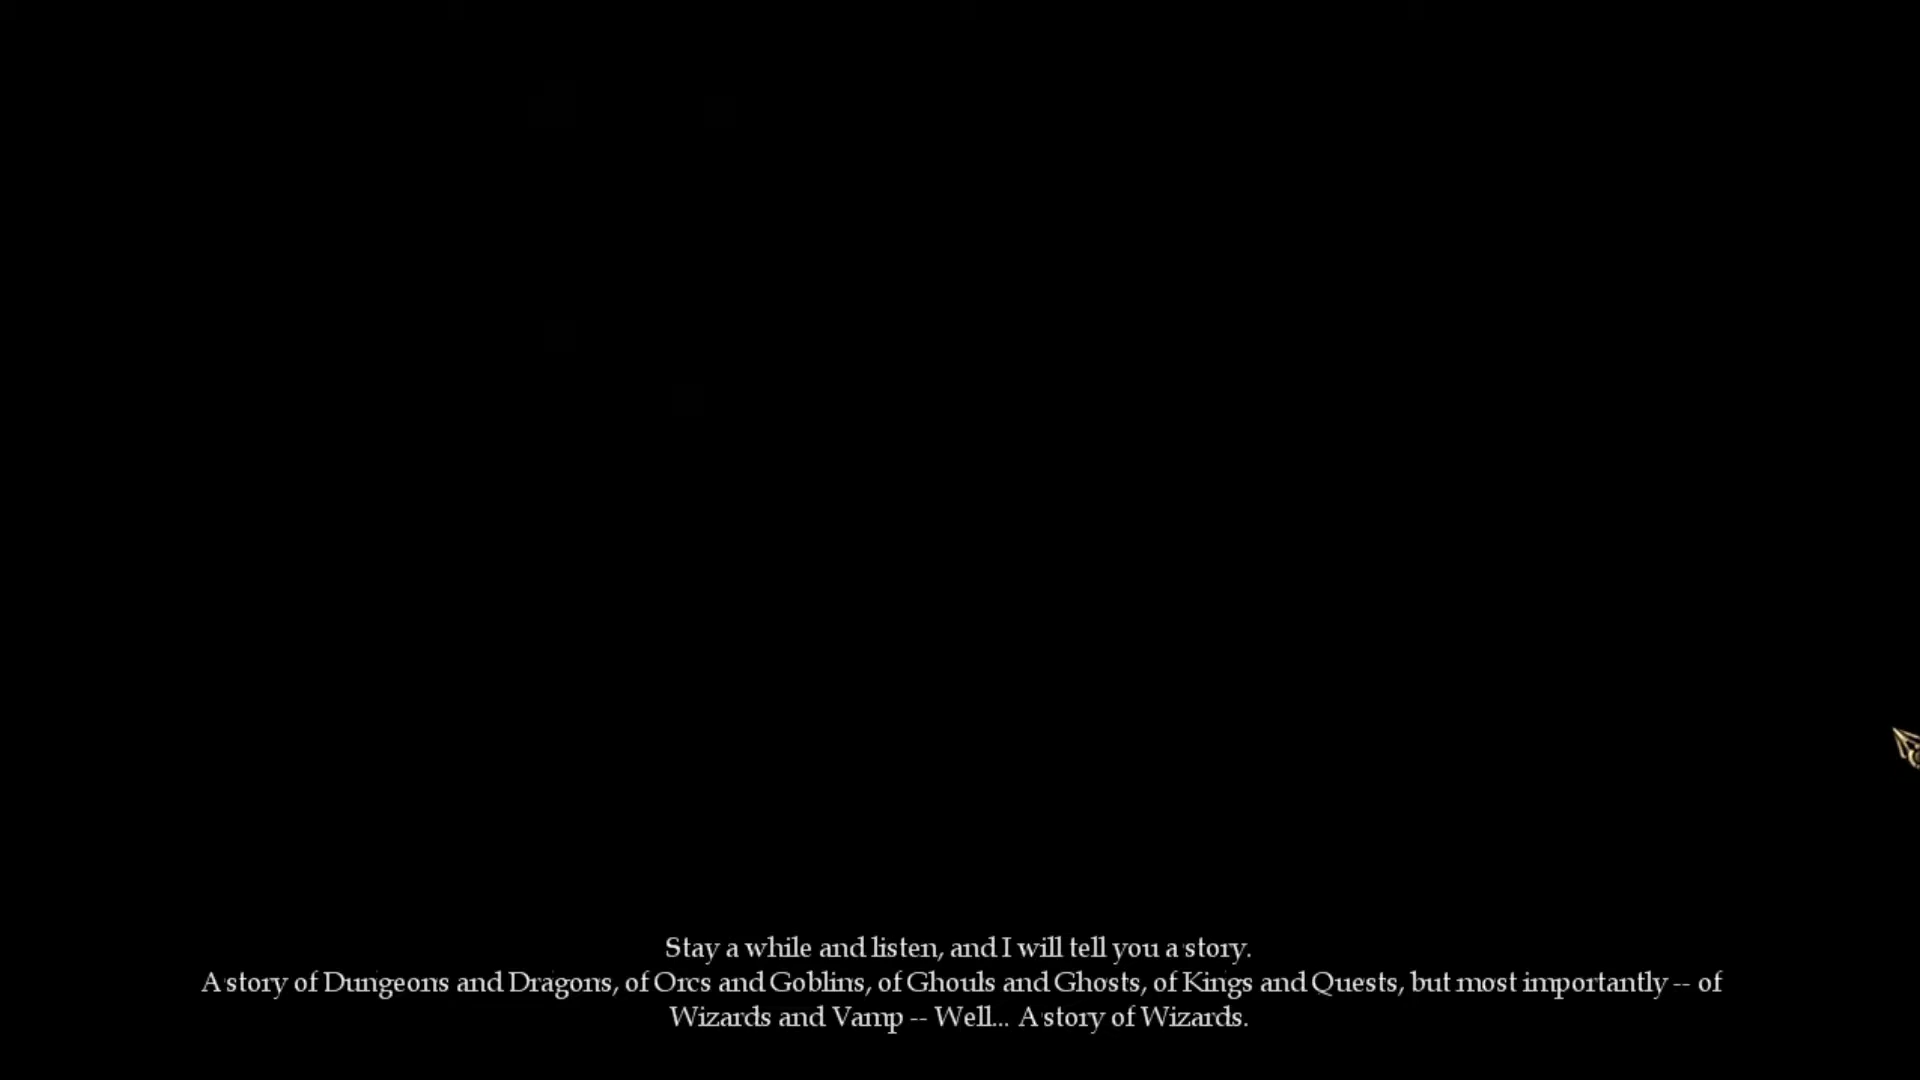 Stay a while and listen, and I will tell you a story.
A story of Dungeons and Dragons, of Orcs and Goblins, of Ghouls and Ghosts, of Kings and Quests, but most importantly -- of
Wizards and Vamp -- Well... A story of Wizards.